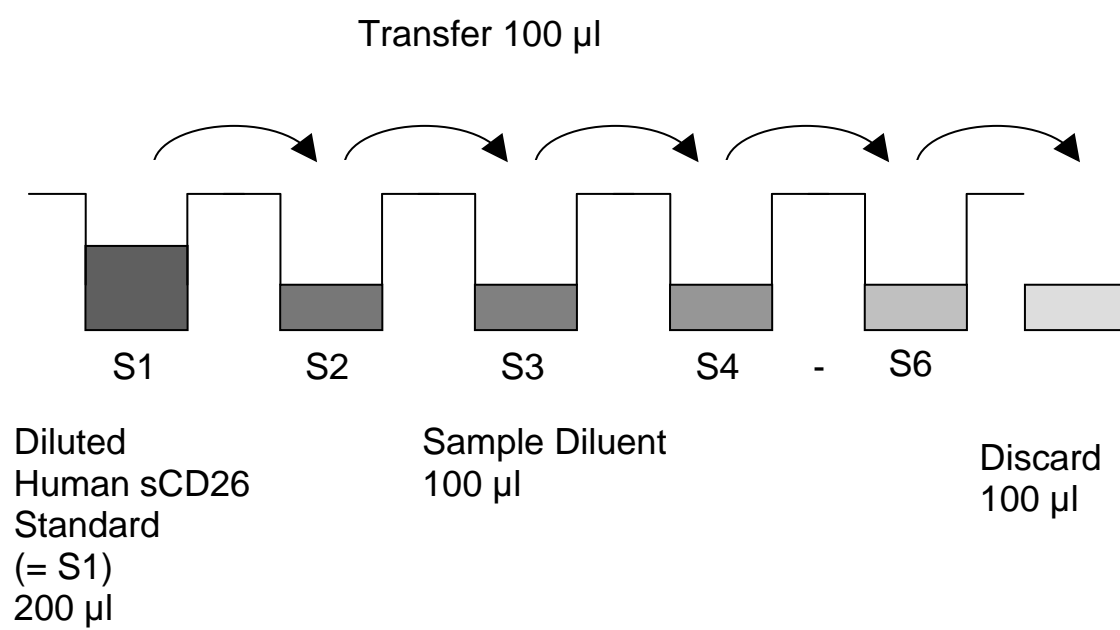 Transfer 100 µl
S1 S2 S3 S4 - S6
Diluted
Human sCD26
Standard
(= S1)
200 µl
Sample Diluent
100 µl
Discard
100 µl